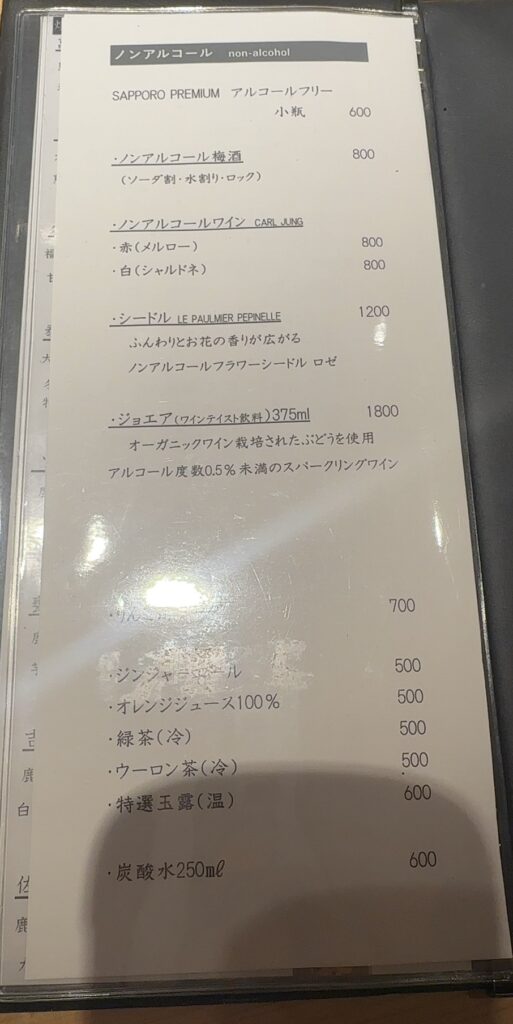 ノンアルコール non-alcohol
SAPPORO PREMIUM アルコールフリー
小瓶 600
・ノンアルコール梅酒 800
(ソーダ割・水割り・ロック)
・ノンアルコールワイン CARL JUNG
・赤(メルロー) 800
・白(シャルドネ) 800
・シードル LE PAULMIER PEPINELLE 1200
ふんわりとお花の香りが広がる
ノンアルコールフラワーシードル ロゼ
・ジョエア(ワインテイスト飲料)375ml 1800
オーガニックワイン栽培されたぶどうを使用
アルコール度数0.5%未満のスパークリングワイン
700
・ジンジャーエール 500
・オレンジジュース100% 500
・緑茶(冷) 500
・ウーロン茶(冷) 500
・特選玉露(温) 600
・炭酸水250ml 600